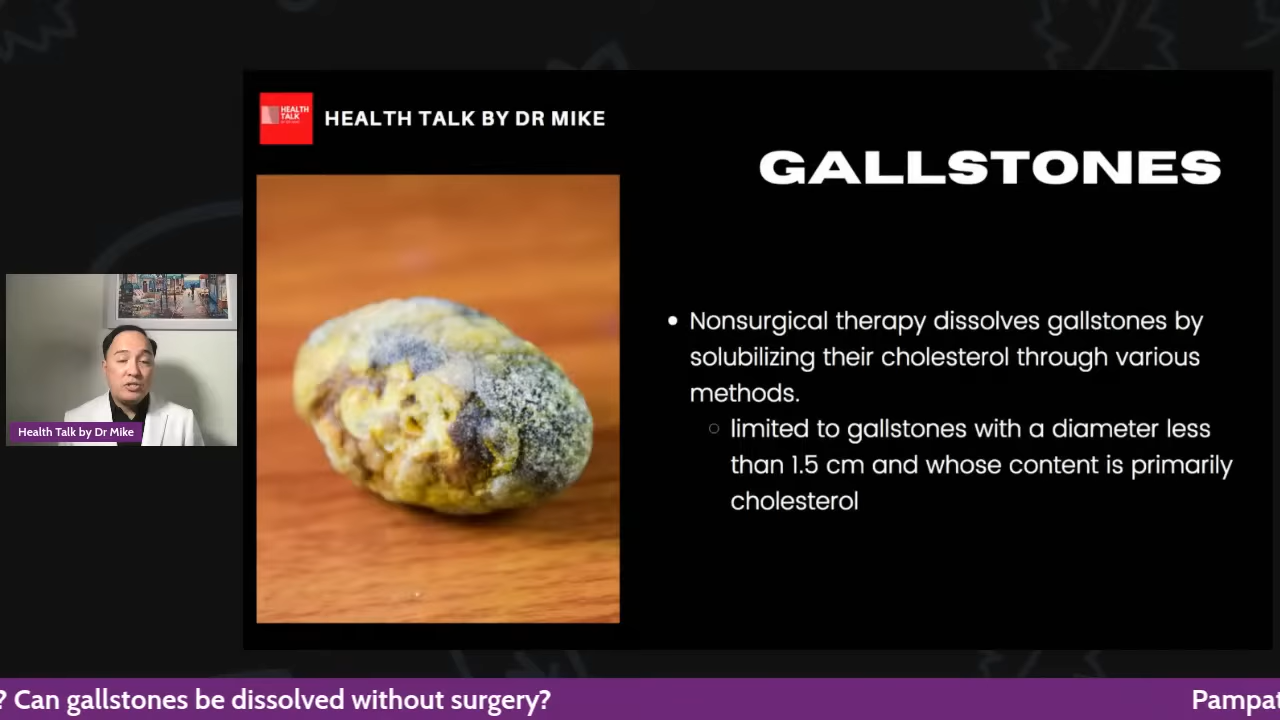 HEALTH
TALK
HEALTH TALK BY DR MIKE
GALLSTONES
Nonsurgical therapy dissolves gallstones by
solubilizing their cholesterol through various
methods.
limited to gallstones with a diameter less
than 1.5 cm and whose content is primarily
cholesterol
Health Talk by Dr Mike
? Can gallstones be dissolved without surgery?
Pampat